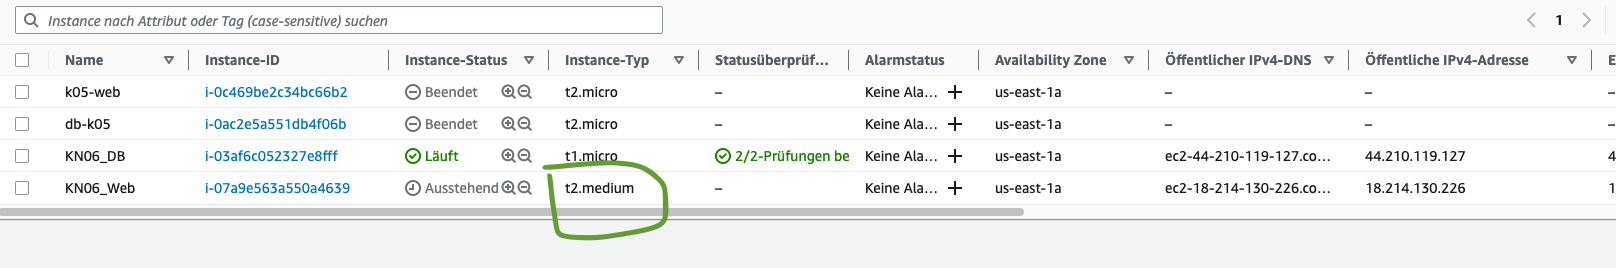 Instance nach Attribut oder Tag (case-sensitive) suchen
1
Name Instance-ID Instance-Status Instance-Typ Statusüberprüf... Alarmstatus Availability Zone Öffentlicher IPv4-DNS Öffentliche IPv4-Adresse E
k05-web i-0c469be2c34bc66b2 Beendet t2.micro – Keine Ala... us-east-1a – – –
db-k05 i-0ac2e5a551db4f06b Beendet t2.micro – Keine Ala... us-east-1a – – –
KN06_DB i-03af6c052327e8fff Läuft t1.micro 2/2-Prüfungen be Keine Ala... us-east-1a ec2-44-210-119-127.co... 44.210.119.127 4
KN06_Web i-07a9e563a550a4639 Ausstehend t2.medium – Keine Ala... us-east-1a ec2-18-214-130-226.co... 18.214.130.226 1